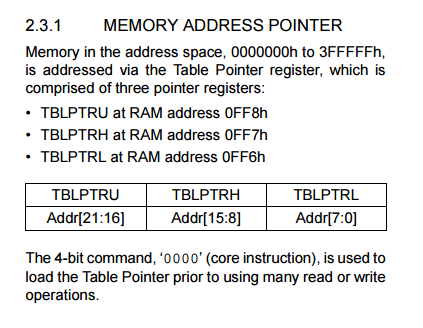 2.3.1 MEMORY ADDRESS POINTER
Memory in the address space, 0000000h to 3FFFFFh,
is addressed via the Table Pointer register, which is
comprised of three pointer registers:
• TBLPTRU at RAM address 0FF8h
• TBLPTRH at RAM address 0FF7h
• TBLPTRL at RAM address 0FF6h
TBLPTRU TBLPTRH TBLPTRL
Addr[21:16] Addr[15:8] Addr[7:0]
The 4-bit command, ‘0000’ (core instruction), is used to
load the Table Pointer prior to using many read or write
operations.